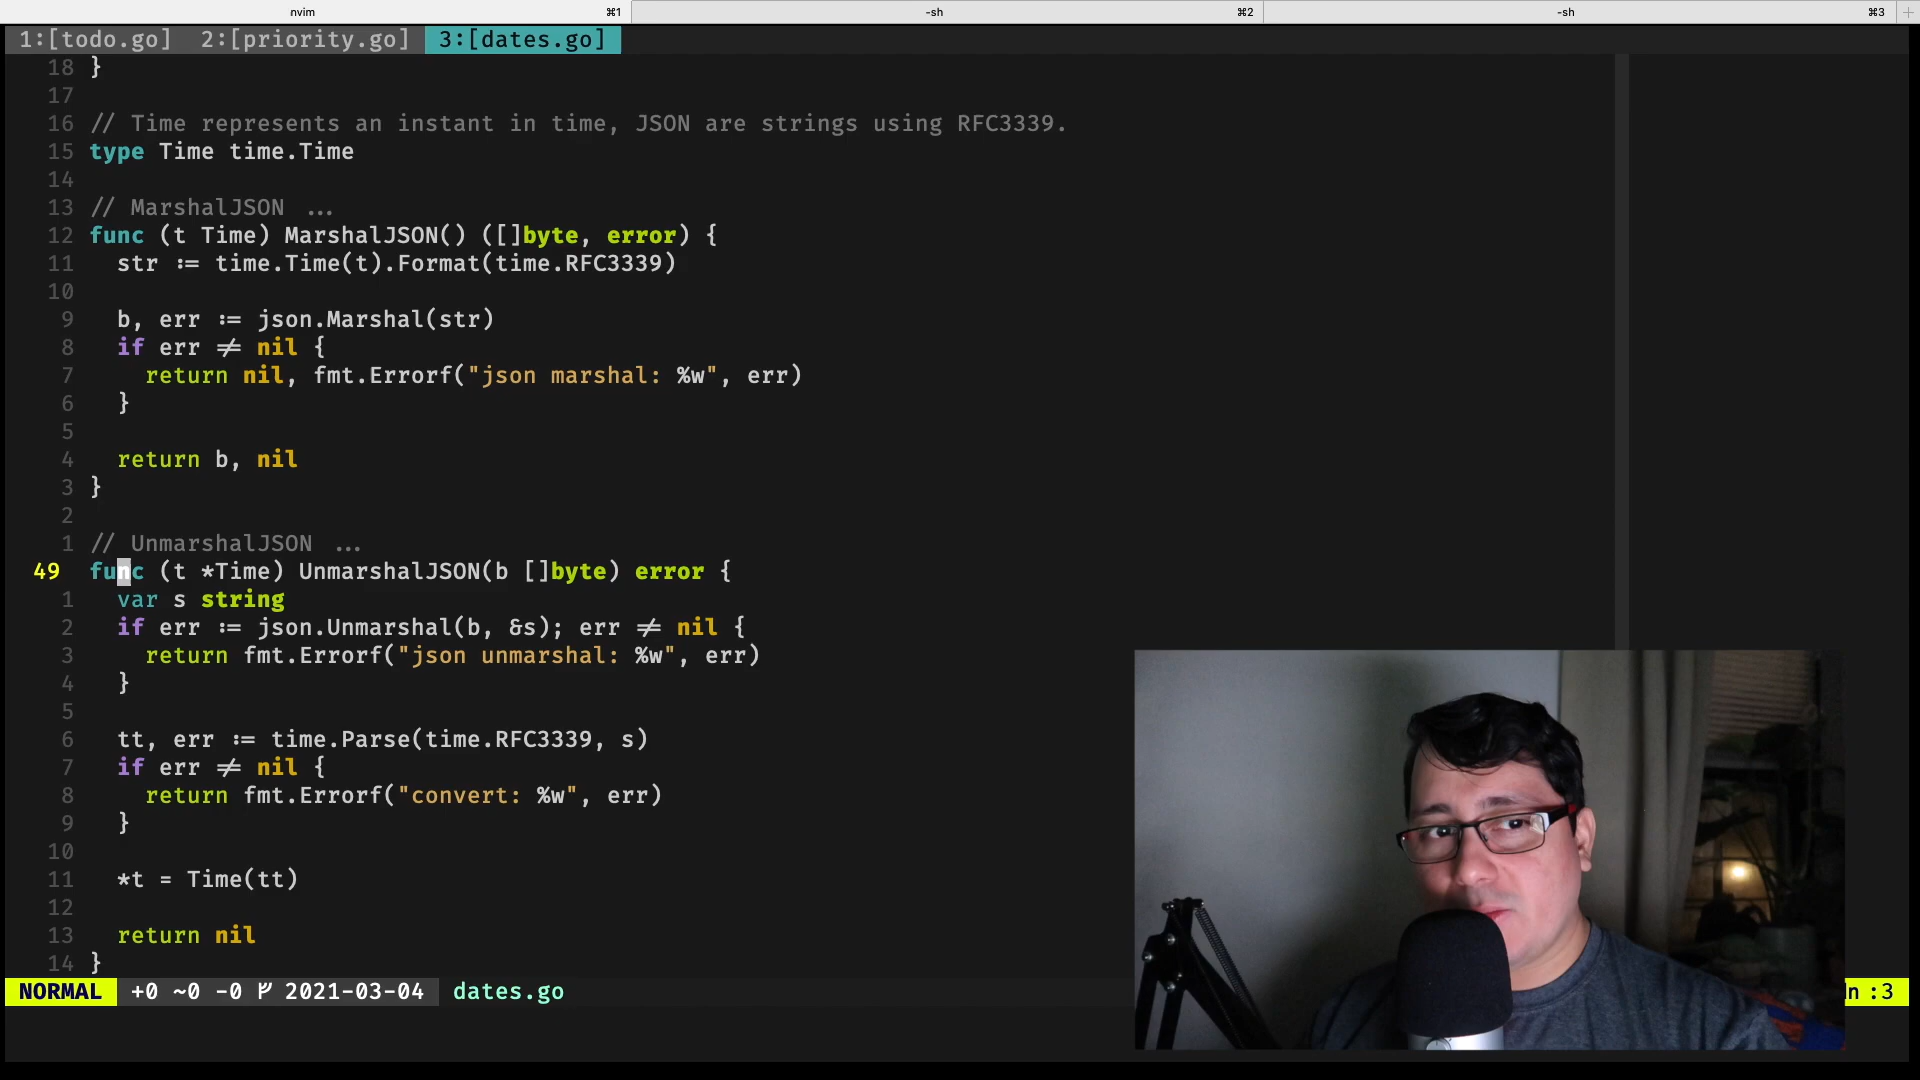 nvim ⌘1 -sh ⌘2 -sh ⌘3 +
1:[todo.go] 2:[priority.go] 3:[dates.go]
18 }
17
16 // Time represents an instant in time, JSON are strings using RFC3339.
15 type Time time.Time
14
13 // MarshalJSON ...
12 func (t Time) MarshalJSON() ([]byte, error) {
11 str := time.Time(t).Format(time.RFC3339)
10
9 b, err := json.Marshal(str)
8 if err ≠ nil {
7 return nil, fmt.Errorf("json marshal: %w", err)
6 }
5
4 return b, nil
3 }
2
1 // UnmarshalJSON ...
49 func (t *Time) UnmarshalJSON(b []byte) error {
1 var s string
2 if err := json.Unmarshal(b, &s); err ≠ nil {
3 return fmt.Errorf("json unmarshal: %w", err)
4 }
5
6 tt, err := time.Parse(time.RFC3339, s)
7 if err ≠ nil {
8 return fmt.Errorf("convert: %w", err)
9 }
10
11 *t = Time(tt)
12
13 return nil
14 }
NORMAL +0 ~0 -0 2021-03-04 dates.go :3